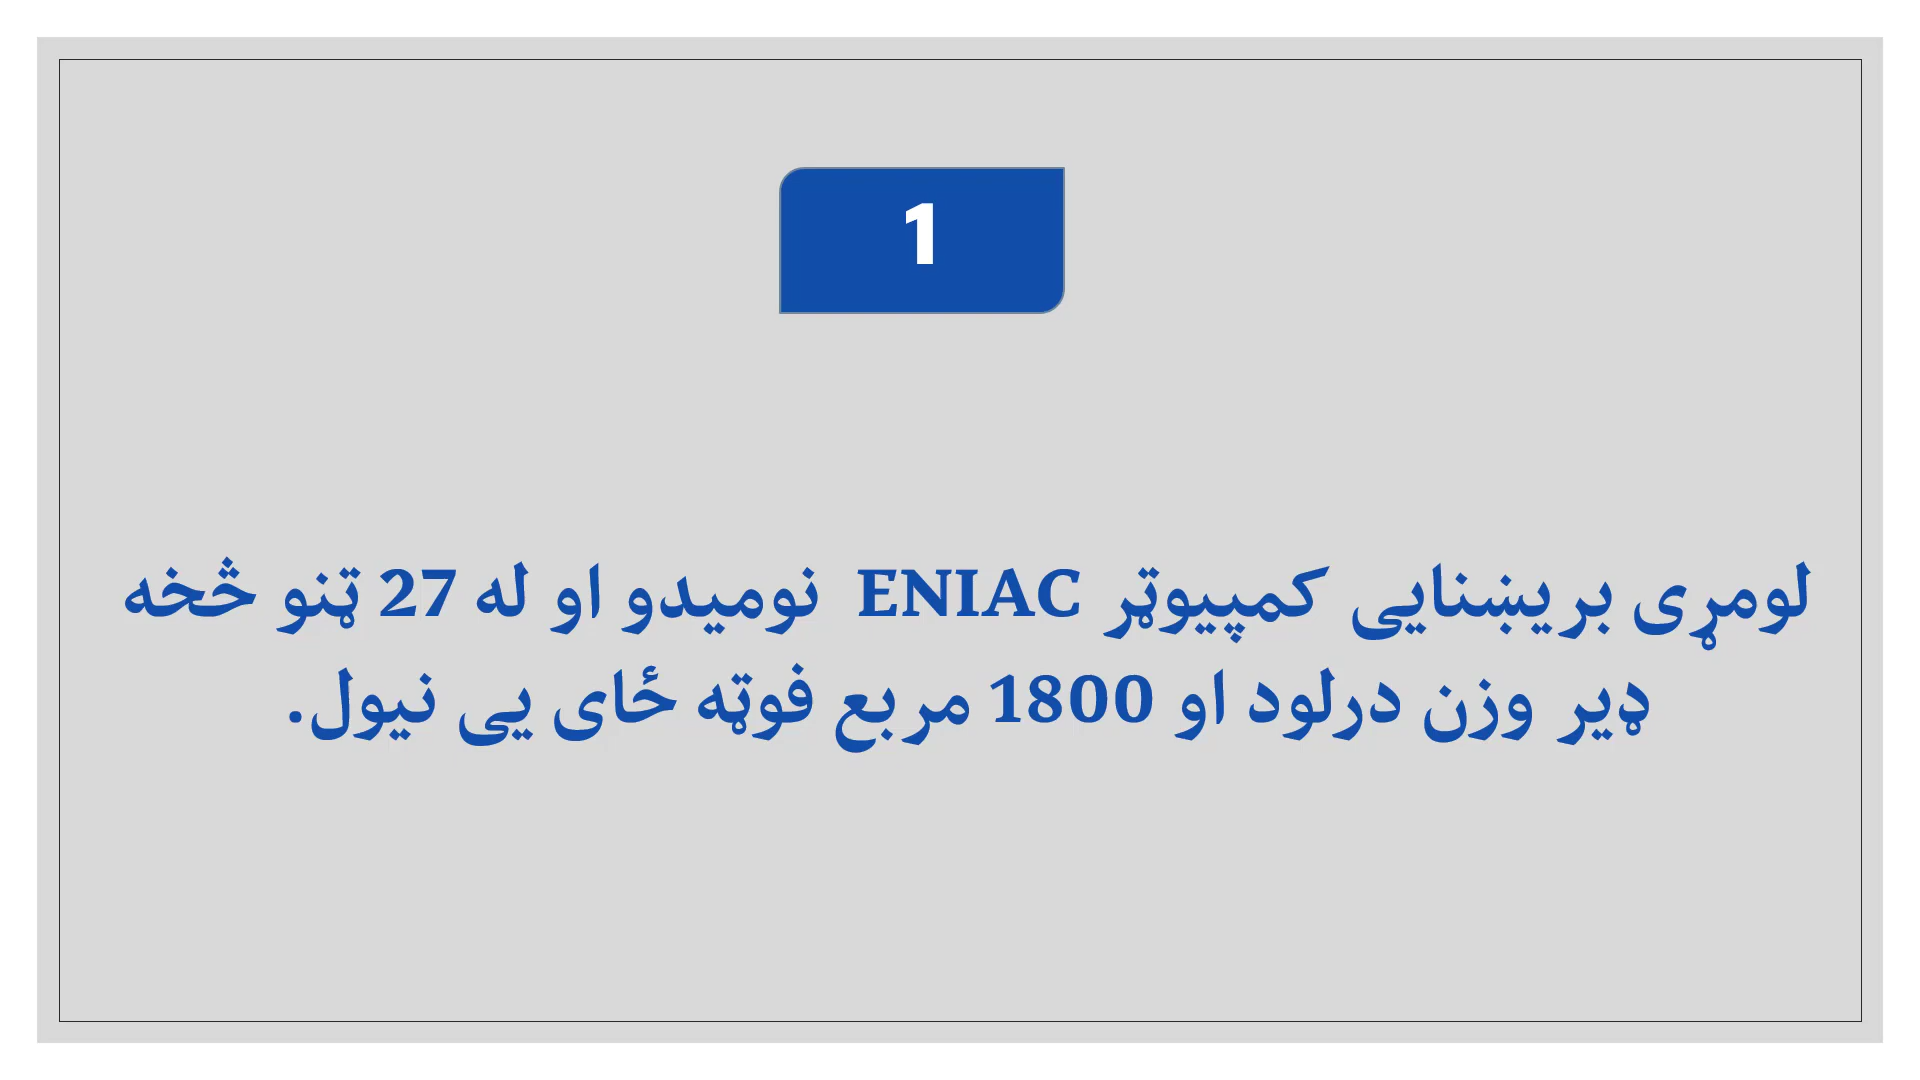 1
لومړی بریښنایی کمپیوټر ENIAC نومیدو او له 27 ټنو څخه
ډیر وزن درلود او 1800 مربع فوټه ځای یی نیول.